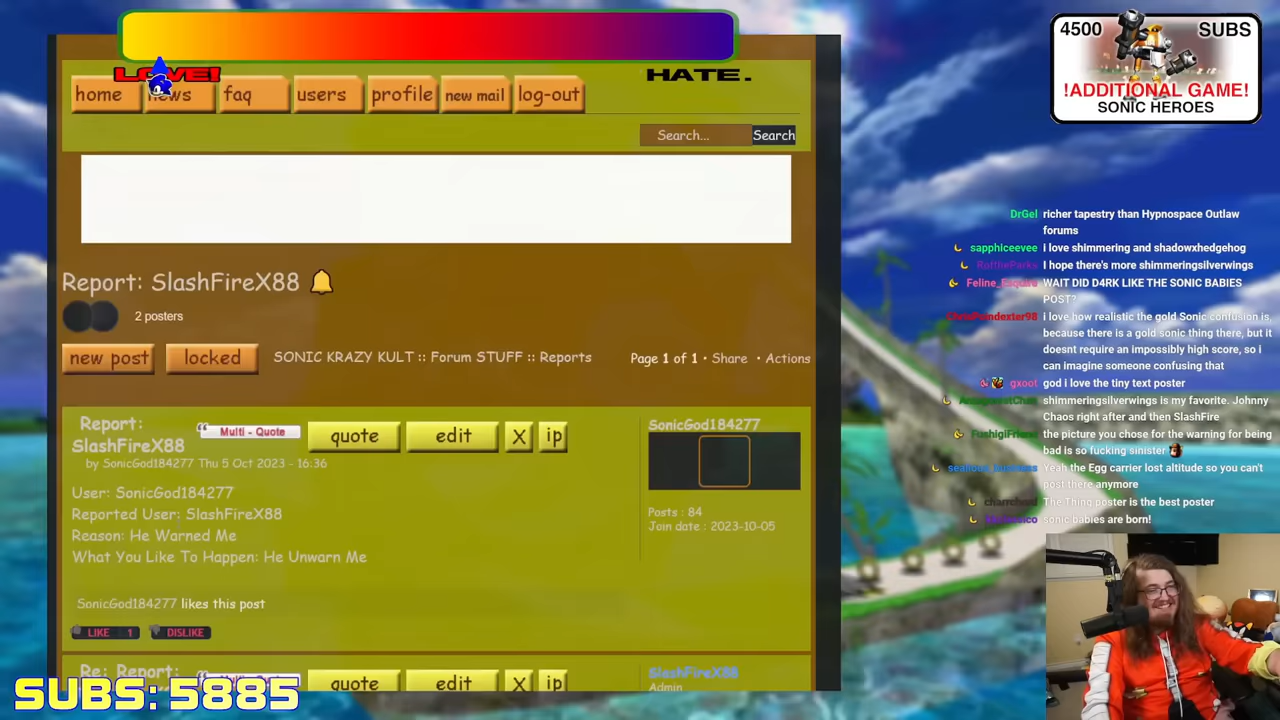 LOVE!
HATE.
home
news
faq
users
profile
new mail
log-out
Search...
Search
Report: SlashFireX88
2 posters
new post
locked
SONIC KRAZY KULT :: Forum STUFF :: Reports
Page 1 of 1 • Share • Actions
Report:
SlashFireX88
Multi - Quote
quote
edit
X
ip
by SonicGod184277 Thu 5 Oct 2023 - 16:36
User: SonicGod184277
Reported User: SlashFireX88
Reason: He Warned Me
What You Like To Happen: He Unwarn Me
SonicGod184277 likes this post
LIKE 1
DISLIKE
SonicGod184277
Posts : 84
Join date : 2023-10-05
Re: Report:
quote
edit
X
ip
SlashFireX88
Admin
SUBS: 5885
4500 SUBS
!ADDITIONAL GAME!
SONIC HEROES
DrGel richer tapestry than Hypnospace Outlaw
forums
sapphiceevee i love shimmering and shadowxhedgehog
I hope there's more shimmeringsilverwings
WAIT DID D4RK LIKE THE SONIC BABIES
POST?
i love how realistic the gold Sonic confusion is,
because there is a gold sonic thing there, but it
doesnt require an impossibly high score, so i
can imagine someone confusing that
gxoot god i love the tiny text poster
shimmeringsilverwings is my favorite. Johnny
Chaos right after and then SlashFire
the picture you chose for the warning for being
bad is so fucking sinister
Yeah the Egg carrier lost altitude so you can't
post there anymore
The Thing poster is the best poster
sonic babies are born!